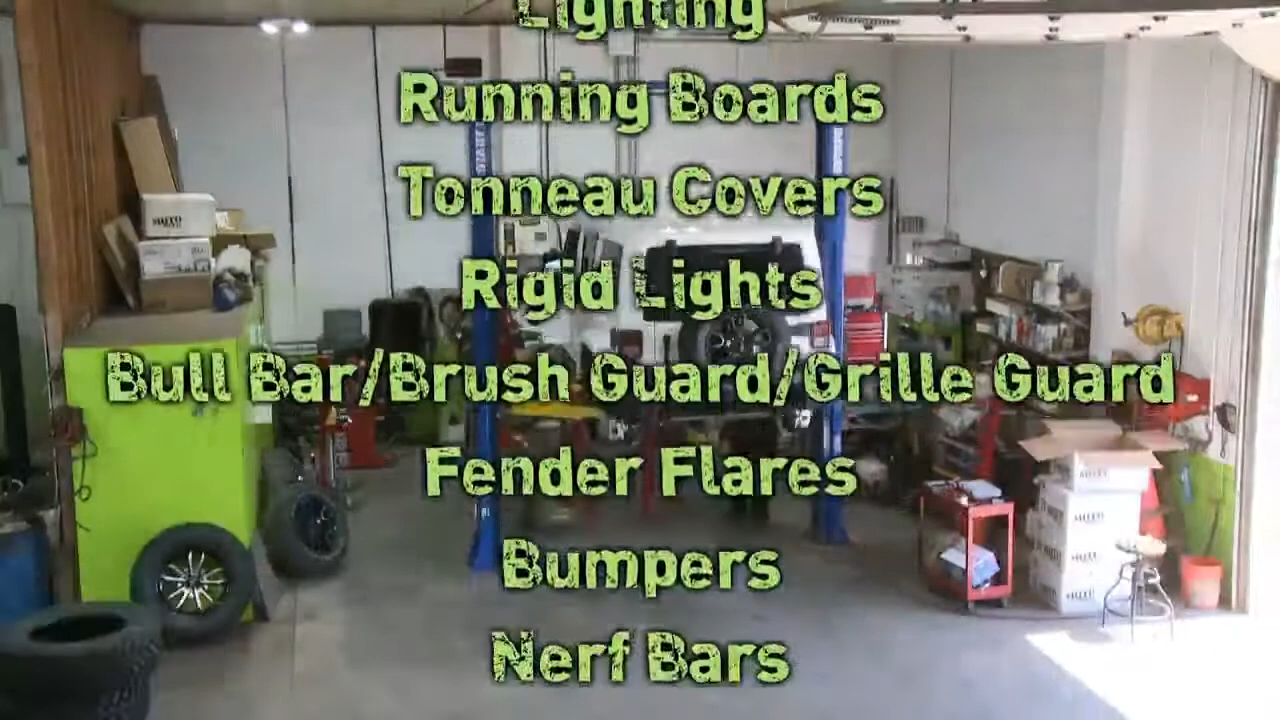 Lighting
Running Boards
Tonneau Covers
Rigid Lights
Bull Bar/Brush Guard/Grille Guard
Fender Flares
Bumpers
Nerf Bars